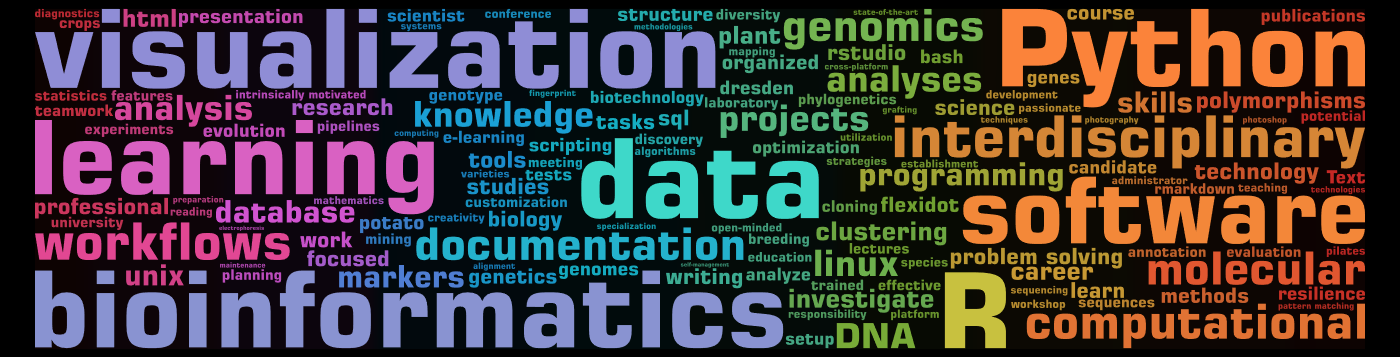 diagnostics
crops
html
presentation
scientist
systems
conference
structure
methodologies
diversity
state-of-the-art
genomics
course
publications
visualization
plant
mapping
organized
rstudio
bash
cross-platform
analyses
Python
genes
statistics
features
intrinsically motivated
teamwork
analysis
research
genotype
fingerprint
biotechnology
dresden
laboratory
phylogenetics
grafting
development
science
passionate
skills
polymorphisms
potential
experiments
evolution
pipelines
knowledge
tasks
sql
projects
techniques
photography
photoshop
interdisciplinary
computing
e-learning
scripting
discovery
algorithms
utilization
optimization
learning
tools
meeting
varieties
tests
studies
customization
data
strategies
establishment
programming
candidate
administrator
technology
Text
rmarkdown
teaching
technologies
professional
preparation
reading
mathematics
database
university
electrophoresis
potato
creativity
biology
specialization
cloning
flexidot
software
workflows
work
mining
focused
documentation
open-minded
breeding
education
clustering
lectures
linux
species
problem solving
annotation
evaluation
pilates
unix
maintenance
planning
markers
alignment
genetics
genomes
self-management
writing
analyze
trained
effective
career
molecular
sequencing
learn
methods
resilience
workshop
sequences
pattern matching
bioinformatics
investigate
responsibility
platform
setup
DNA
R
computational